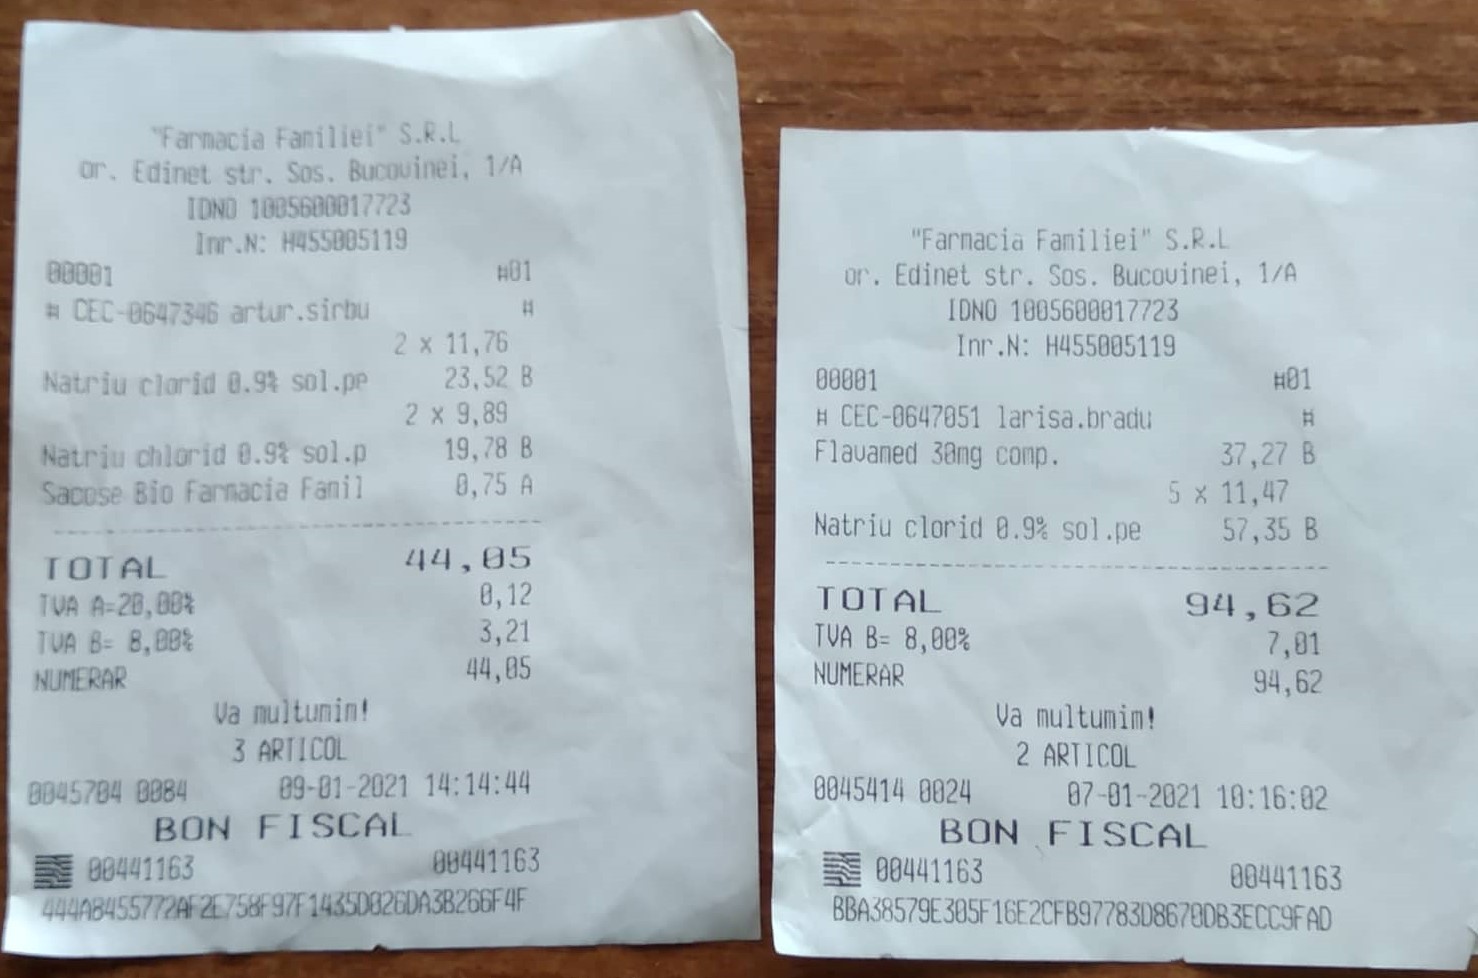 "Farmacia Familiei" S.R.L
or. Edinet str. Sos. Bucovinei, 1/A
IDNO 1005600017723
Inr.N: H455005119
00001 #01
# CEC-0647346 artur.sirbu #
2 x 11,76
Natriu clorid 0.9% sol.pe 23,52 B
2 x 9,89
Natriu chlorid 0.9% sol.p 19,78 B
Sacose Bio Farmacia Famil 0,75 A
TOTAL 44,05
TVA A=20,00% 0,12
TVA B= 8,00% 3,21
NUMERAR 44,05
Va multumim!
3 ARTICOL
0045704 0084 09-01-2021 14:14:44
BON FISCAL
00441163 00441163
444AB455772AF2E758F97F1435D026DA3B266F4F
"Farmacia Familiei" S.R.L
or. Edinet str. Sos. Bucovinei, 1/A
IDNO 1005600017723
Inr.N: H455005119
00001 #01
# CEC-0647051 larisa.bradu #
Flavamed 30mg comp. 37,27 B
5 x 11,47
Natriu clorid 0.9% sol.pe 57,35 B
TOTAL 94,62
TVA B= 8,00% 7,01
NUMERAR 94,62
Va multumim!
2 ARTICOL
0045414 0024 07-01-2021 10:16:02
BON FISCAL
00441163 00441163
BBA38579E305F16E2CFB97783D8670DB3ECC9FAD